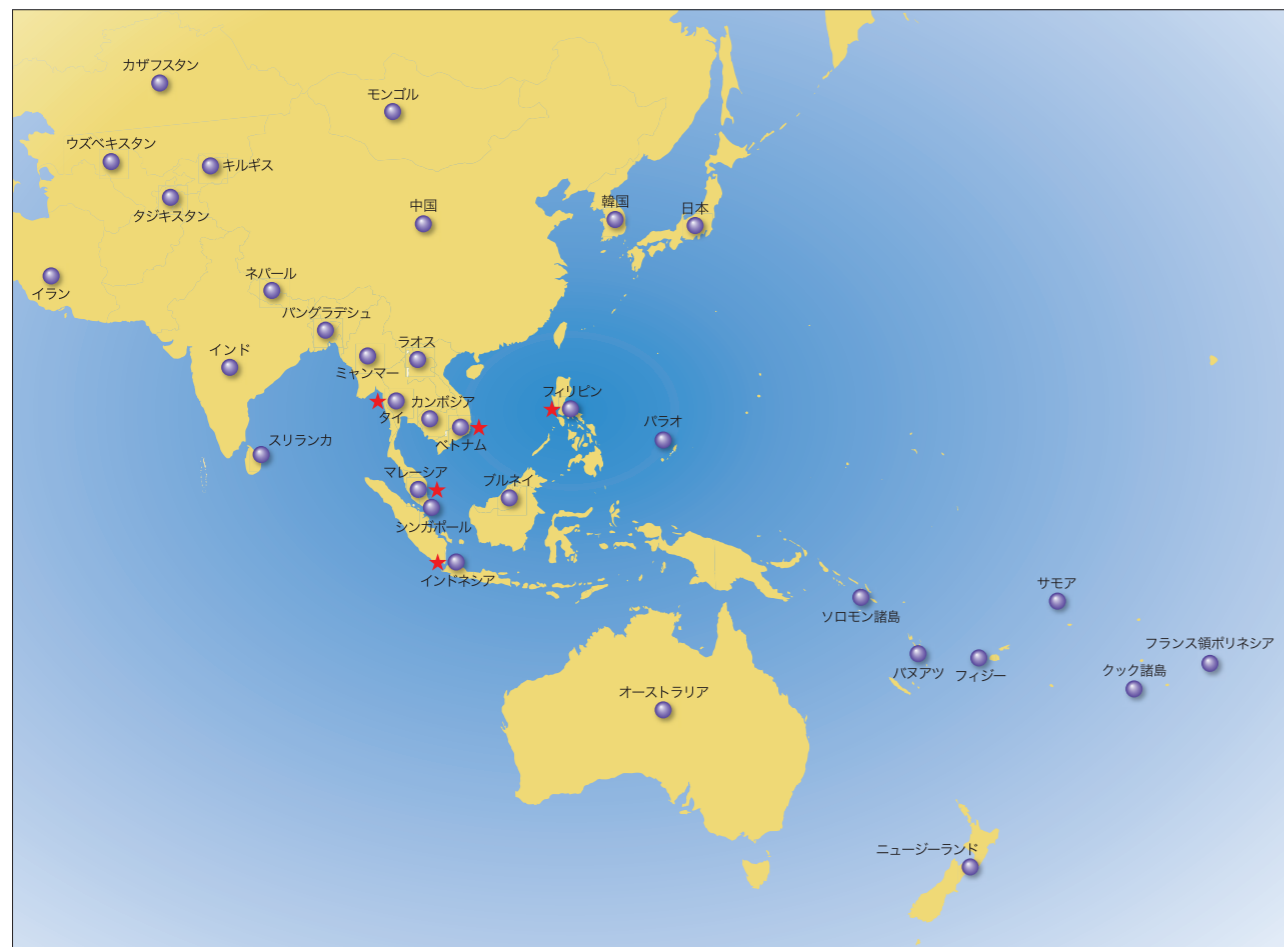 カザフスタン
モンゴル
ウズベキスタン
キルギス
タジキスタン
中国
韓国
日本
ネパール
イラン
バングラデシュ
インド
ミャンマー
ラオス
タイ
カンボジア
ベトナム
フィリピン
パラオ
スリランカ
マレーシア
ブルネイ
シンガポール
インドネシア
サモア
ソロモン諸島
フランス領ポリネシア
バヌアツ
フィジー
クック諸島
オーストラリア
ニュージーランド